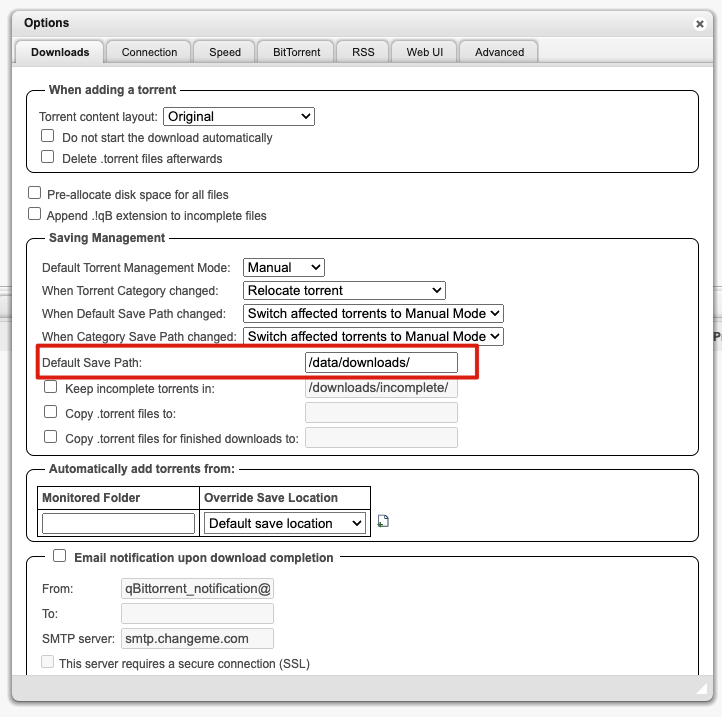 Options
Downloads Connection Speed BitTorrent RSS Web UI Advanced
When adding a torrent
Torrent content layout: Original
Do not start the download automatically
Delete .torrent files afterwards
Pre-allocate disk space for all files
Append .!qB extension to incomplete files
Saving Management
Default Torrent Management Mode: Manual
When Torrent Category changed: Relocate torrent
When Default Save Path changed: Switch affected torrents to Manual Mode
When Category Save Path changed: Switch affected torrents to Manual Mode
Default Save Path: /data/downloads/
Keep incomplete torrents in: /downloads/incomplete/
Copy .torrent files to:
Copy .torrent files for finished downloads to:
Automatically add torrents from:
Monitored Folder Override Save Location
Default save location
Email notification upon download completion
From: qBittorrent_notification@
To:
SMTP server: smtp.changeme.com
This server requires a secure connection (SSL)